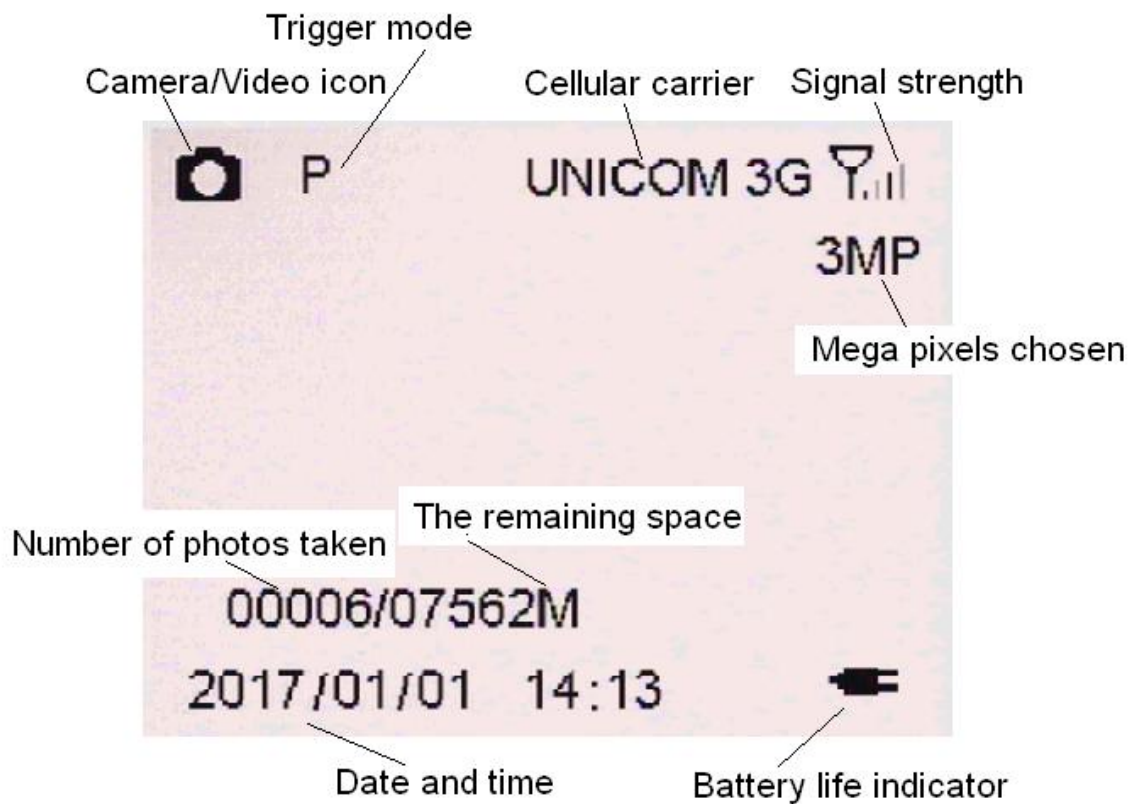 Trigger mode
Camera/Video icon
Cellular carrier
Signal strength
P
UNICOM 3G
3MP
Mega pixels chosen
The remaining space
Number of photos taken
00006/07562M
2017/01/01 14:13
Date and time
Battery life indicator